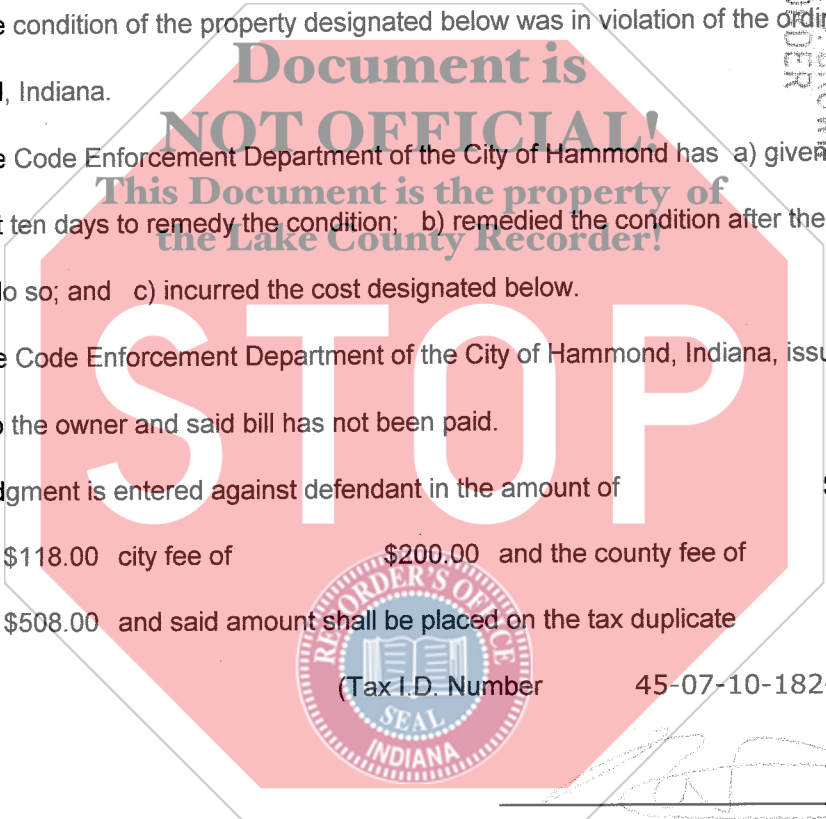 e condition of the property designated below was in violation of the ordi
, Indiana.
e Code Enforcement Department of the City of Hammond has a) given
t ten days to remedy the condition; b) remedied the condition after the
o so; and c) incurred the cost designated below.
e Code Enforcement Department of the City of Hammond, Indiana, issu
o the owner and said bill has not been paid.
dgment is entered against defendant in the amount of
$118.00 city fee of $200.00 and the county fee of
$508.00 and said amount shall be placed on the tax duplicate
(Tax I.D. Number 45-07-10-182
Document is
NOT OFFICIAL!
This Document is the property of
the Lake County Recorder!
STOP
RECORDER'S OFFICE
SEAL
INDIANA